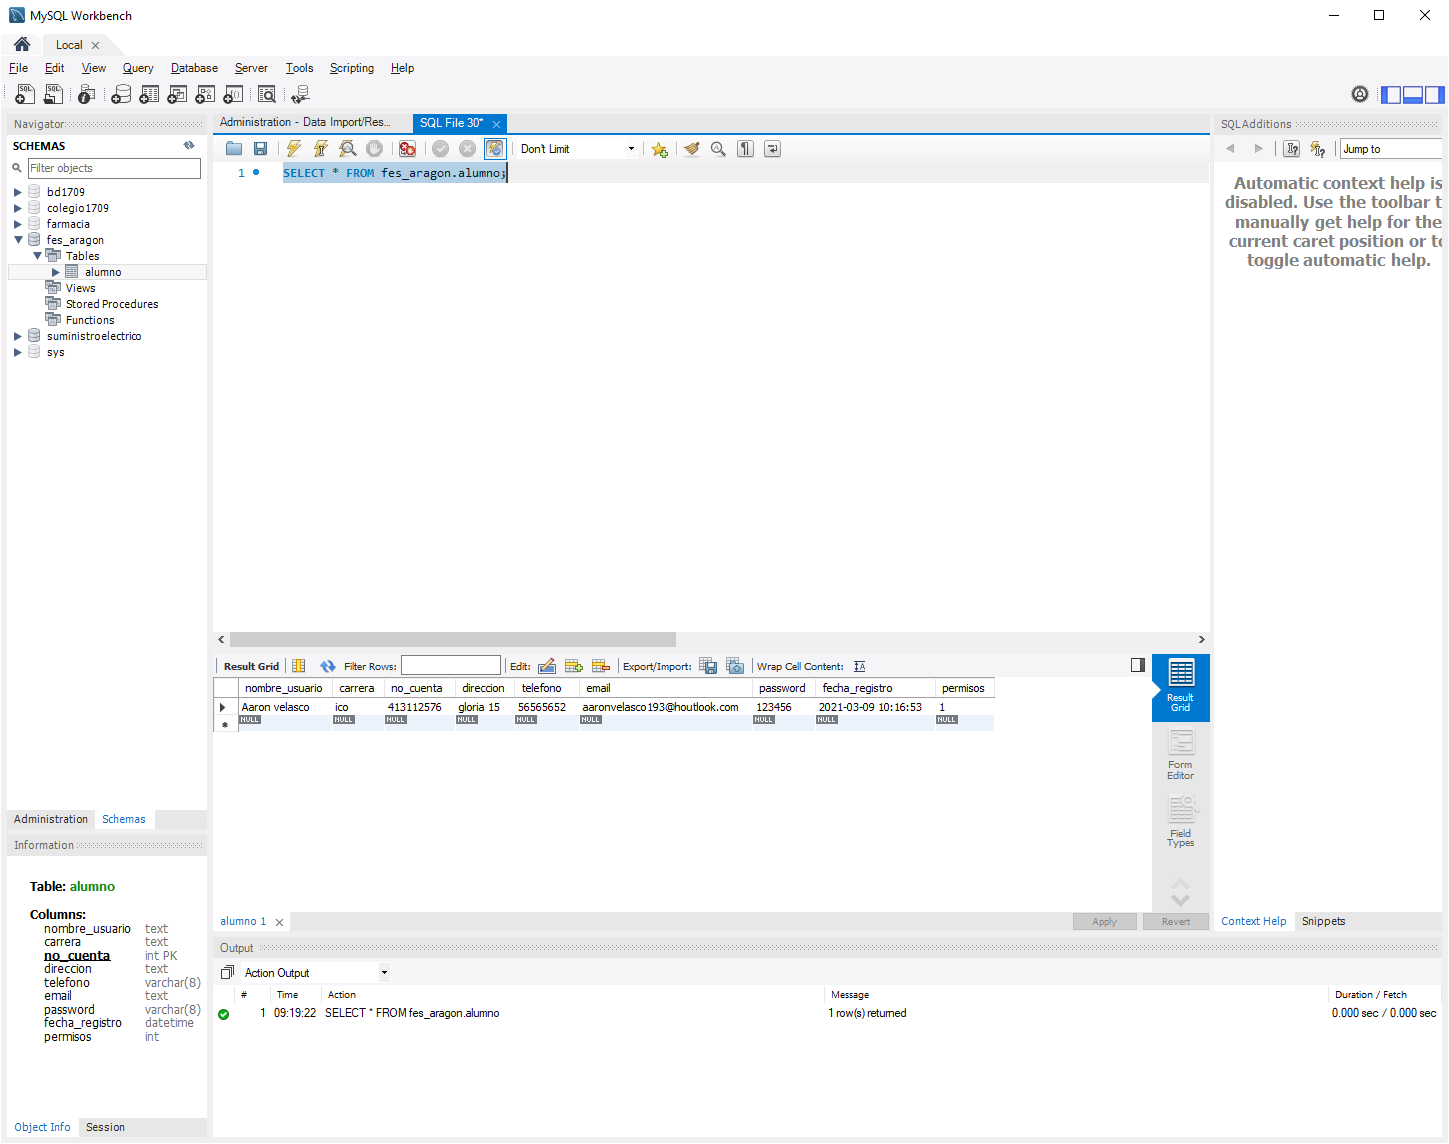 MySQL Workbench
Local
File Edit View Query Database Server Tools Scripting Help
Navigator
SCHEMAS
Filter objects
bd1709
colegio1709
farmacia
fes_aragon
Tables
alumno
Views
Stored Procedures
Functions
suministroelectrico
sys
Administration Schemas
Information
Table: alumno
Columns:
nombre_usuario text
carrera text
no_cuenta int PK
direccion text
telefono varchar(8)
email text
password varchar(8)
fecha_registro datetime
permisos int
Object Info Session
Administration - Data Import/Res... SQL File 30*
Don't Limit
1 SELECT * FROM fes_aragon.alumno;
Result Grid Filter Rows: Edit: Export/Import: Wrap Cell Content:
nombre_usuario carrera no_cuenta direccion telefono email password fecha_registro permisos
Aaron velasco ico 413112576 gloria 15 56565652 aaronvelasco193@houtlook.com 123456 2021-03-09 10:16:53 1
NULL NULL NULL NULL NULL NULL NULL NULL NULL
Result
Grid
Form
Editor
Field
Types
alumno 1 Apply Revert
Output
Action Output
# Time Action Message Duration / Fetch
1 09:19:22 SELECT * FROM fes_aragon.alumno 1 row(s) returned 0.000 sec / 0.000 sec
SQLAdditions
Jump to
Automatic context help is
disabled. Use the toolbar t
manually get help for the
current caret position or to
toggle automatic help.
Context Help Snippets